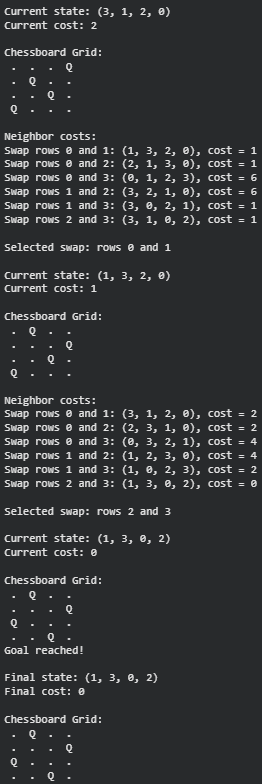 Current state: (3, 1, 2, 0)
Current cost: 2
Chessboard Grid:
. . . Q
. Q . .
. . Q .
Q . . .
Neighbor costs:
Swap rows 0 and 1: (1, 3, 2, 0), cost = 1
Swap rows 0 and 2: (2, 1, 3, 0), cost = 1
Swap rows 0 and 3: (0, 1, 2, 3), cost = 6
Swap rows 1 and 2: (3, 2, 1, 0), cost = 6
Swap rows 1 and 3: (3, 0, 2, 1), cost = 1
Swap rows 2 and 3: (3, 1, 0, 2), cost = 1
Selected swap: rows 0 and 1
Current state: (1, 3, 2, 0)
Current cost: 1
Chessboard Grid:
. Q . .
. . . Q
. . Q .
Q . . .
Neighbor costs:
Swap rows 0 and 1: (3, 1, 2, 0), cost = 2
Swap rows 0 and 2: (2, 3, 1, 0), cost = 2
Swap rows 0 and 3: (0, 3, 2, 1), cost = 4
Swap rows 1 and 2: (1, 2, 3, 0), cost = 4
Swap rows 1 and 3: (1, 0, 2, 3), cost = 2
Swap rows 2 and 3: (1, 3, 0, 2), cost = 0
Selected swap: rows 2 and 3
Current state: (1, 3, 0, 2)
Current cost: 0
Chessboard Grid:
. Q . .
. . . Q
Q . . .
. . Q .
Goal reached!
Final state: (1, 3, 0, 2)
Final cost: 0
Chessboard Grid:
. Q . .
. . . Q
Q . . .
. . Q .